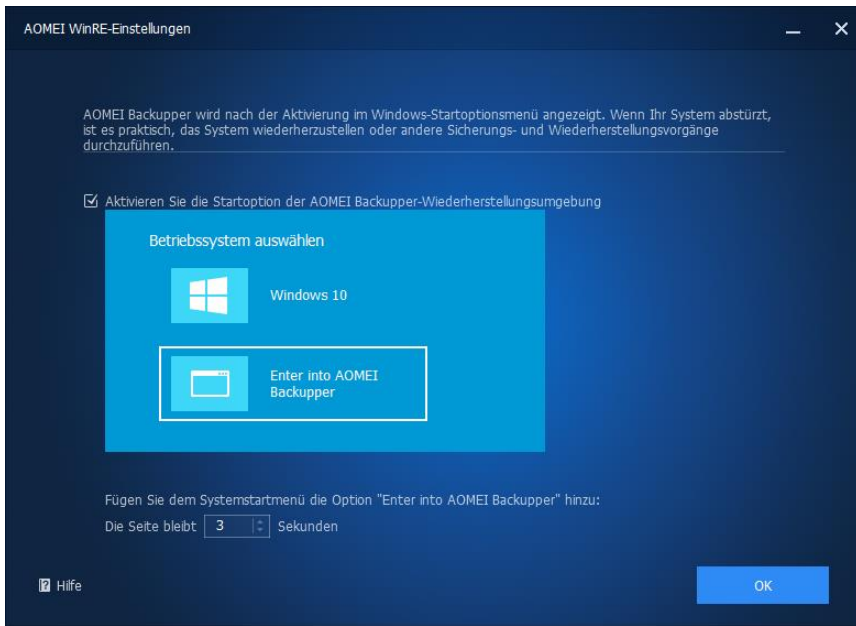 AOMEI WinRE-Einstellungen
AOMEI Backupper wird nach der Aktivierung im Windows-Startoptionsmenü angezeigt. Wenn Ihr System abstürzt,
ist es praktisch, das System wiederherzustellen oder andere Sicherungs- und Wiederherstellungsvorgänge
durchzuführen.
Aktivieren Sie die Startoption der AOMEI Backupper-Wiederherstellungsumgebung
Betriebssystem auswählen
Windows 10
Enter into AOMEI
Backupper
Fügen Sie dem Systemstartmenü die Option "Enter into AOMEI Backupper" hinzu:
Die Seite bleibt 3 Sekunden
Hilfe
OK